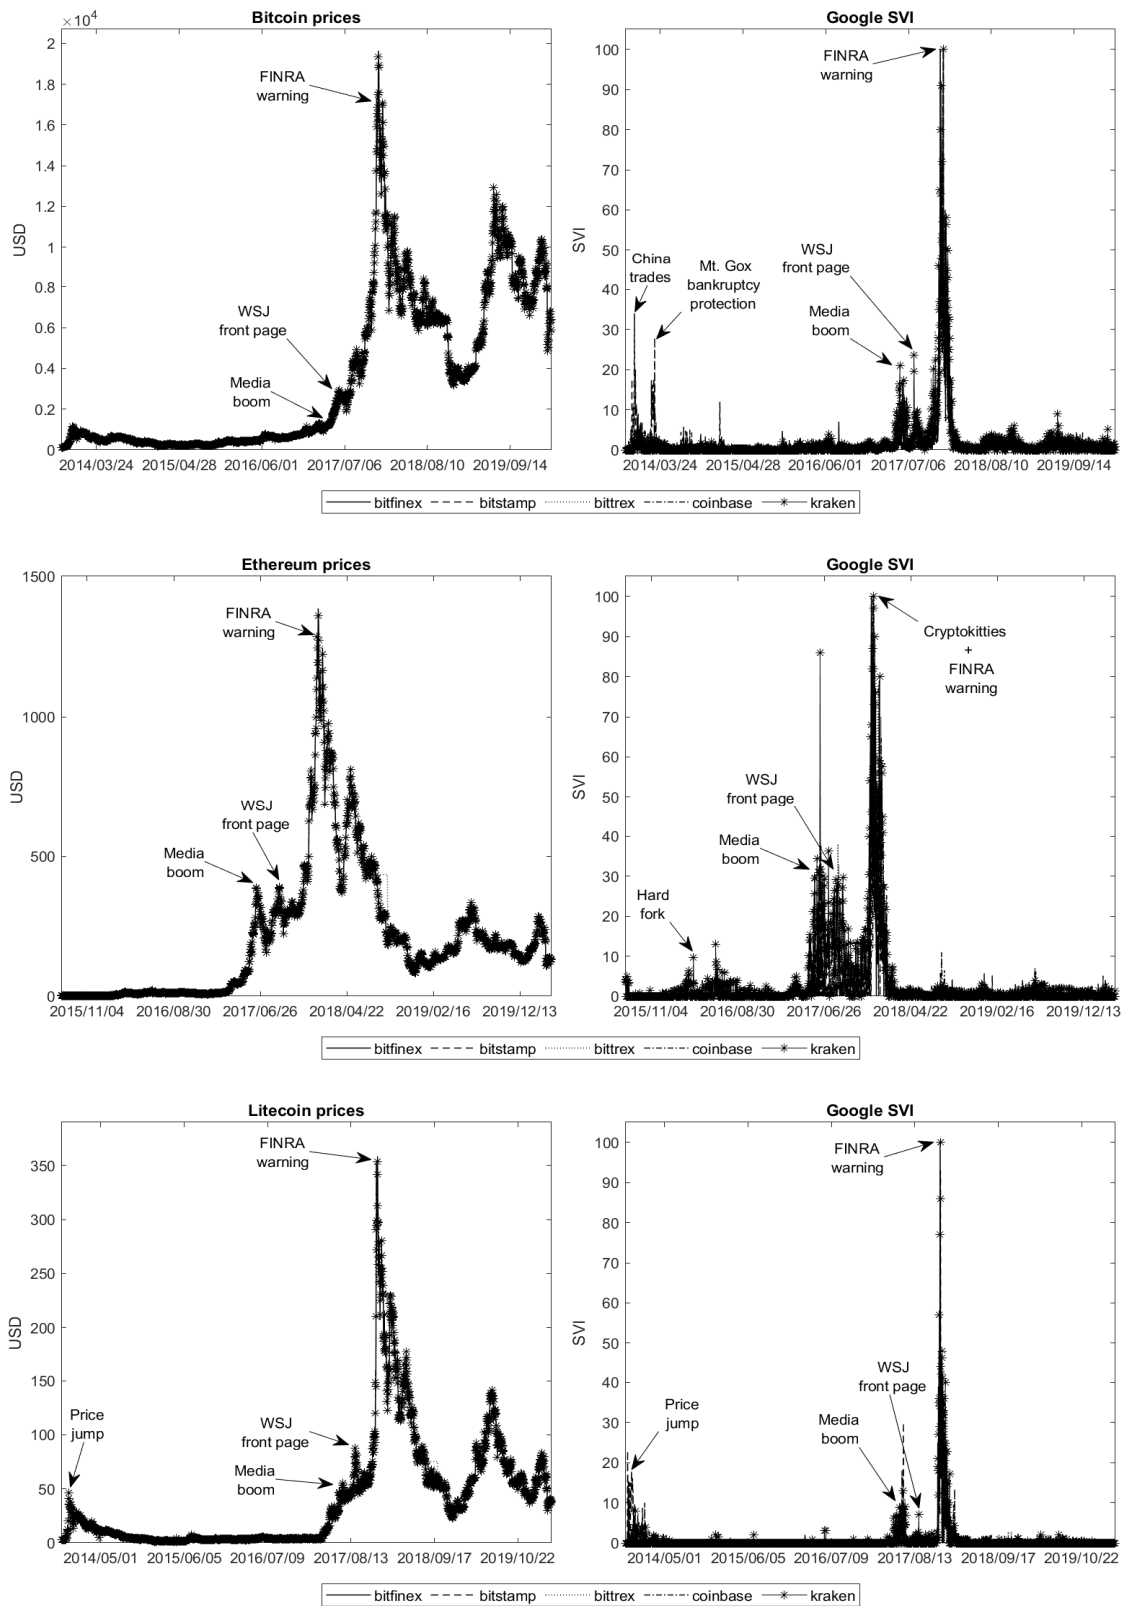 Bitcoin prices
×10⁴
2
1.8
1.6
1.4
1.2
1
0.8
0.6
0.4
0.2
0
USD
FINRA
warning
WSJ
front page
Media
boom
2014/03/24 2015/04/28 2016/06/01 2017/07/06 2018/08/10 2019/09/14
Google SVI
100
90
80
70
60
50
40
30
20
10
0
SVI
FINRA
warning
China
trades
Mt. Gox
bankruptcy
protection
WSJ
front page
Media
boom
2014/03/24 2015/04/28 2016/06/01 2017/07/06 2018/08/10 2019/09/14
bitfinex bitstamp bittrex coinbase kraken
Ethereum prices
1500
1000
500
0
USD
FINRA
warning
WSJ
front page
Media
boom
2015/11/04 2016/08/30 2017/06/26 2018/04/22 2019/02/16 2019/12/13
Google SVI
100
90
80
70
60
50
40
30
20
10
0
SVI
Cryptokitties
+
FINRA
warning
WSJ
front page
Media
boom
Hard
fork
2015/11/04 2016/08/30 2017/06/26 2018/04/22 2019/02/16 2019/12/13
bitfinex bitstamp bittrex coinbase kraken
Litecoin prices
350
300
250
200
150
100
50
0
USD
FINRA
warning
Price
jump
WSJ
front page
Media
boom
2014/05/01 2015/06/05 2016/07/09 2017/08/13 2018/09/17 2019/10/22
Google SVI
100
90
80
70
60
50
40
30
20
10
0
SVI
FINRA
warning
WSJ
front page
Price
jump
Media
boom
2014/05/01 2015/06/05 2016/07/09 2017/08/13 2018/09/17 2019/10/22
bitfinex bitstamp bittrex coinbase kraken